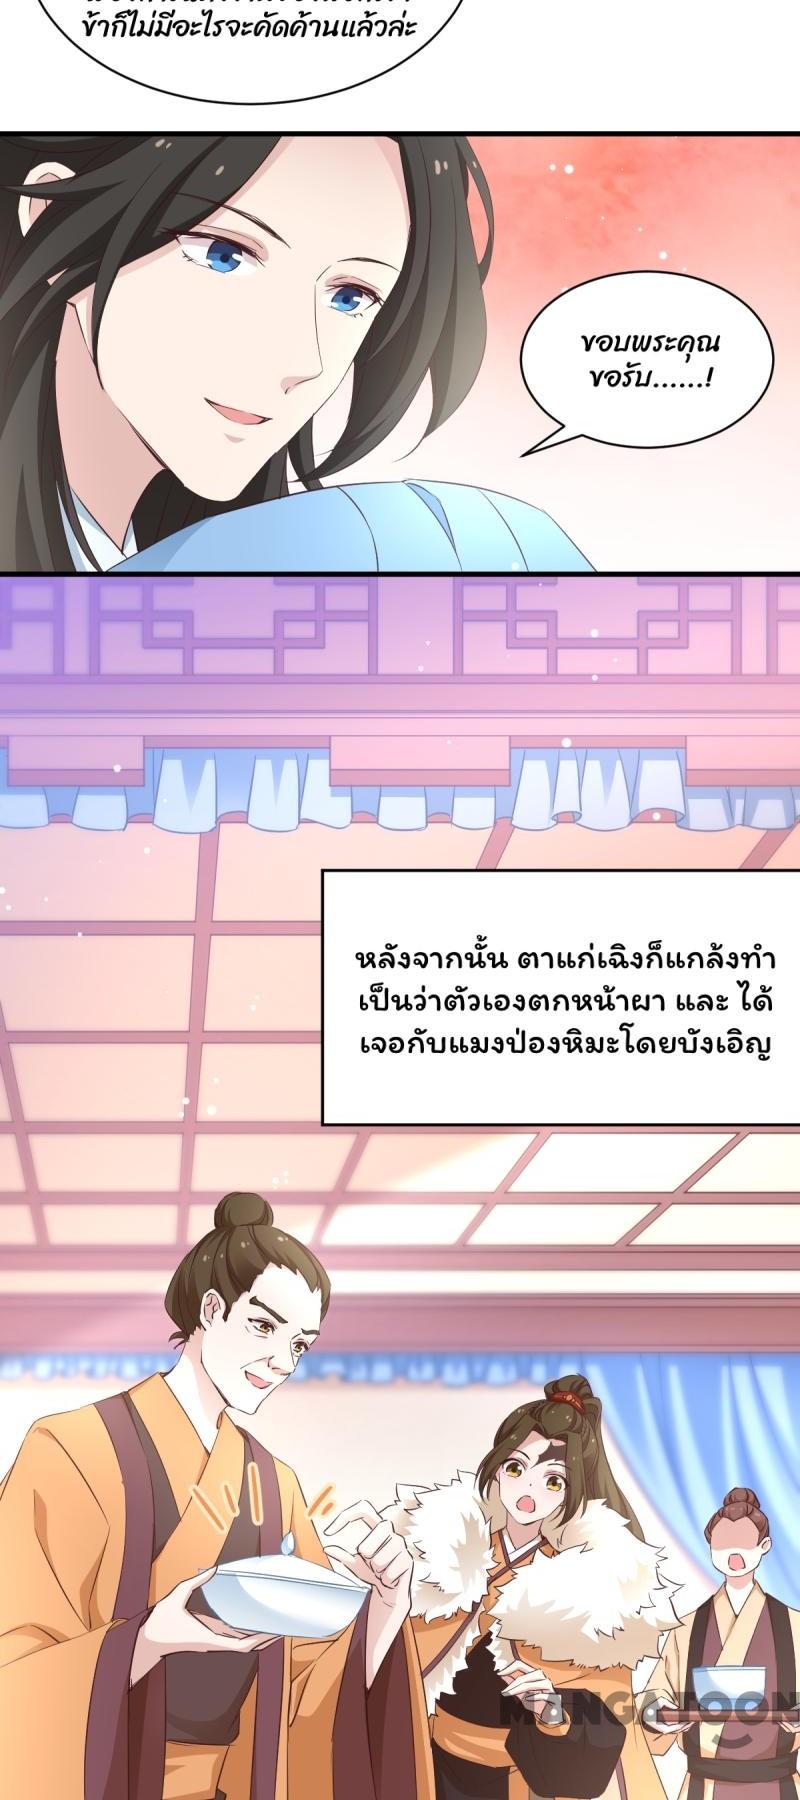 ข้าก็ไม่มีอะไรจะคัดค้านแล้วล่ะ
ขอบพระคุณ
ขอรับ......!
หลังจากนั้น ตาแก่เฉิงก็แกล้งทำ
เป็นว่าตัวเองตกหน้าผา และ ได้
เจอกับแมงป่องหิมะโดยบังเอิญ
MANGATOON